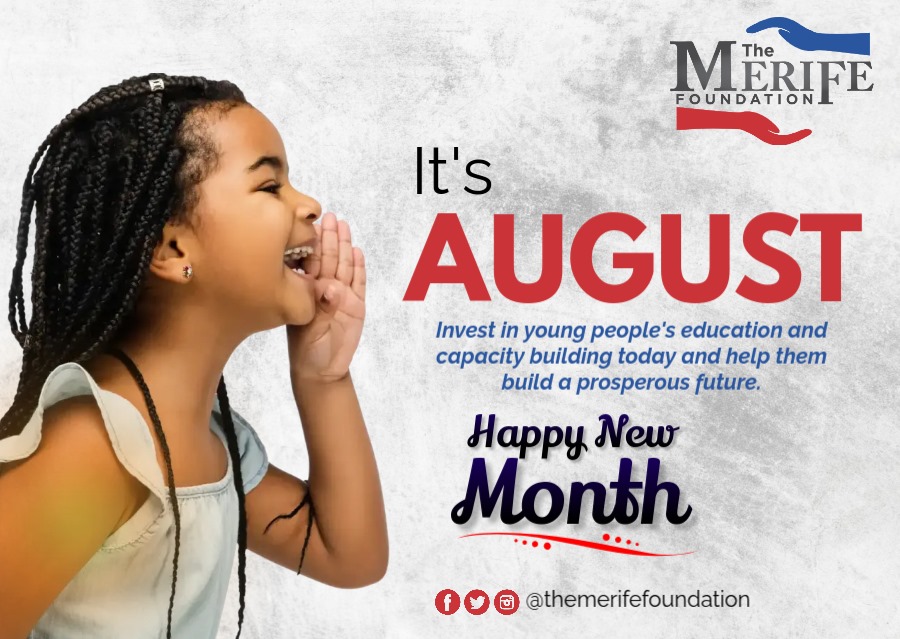 The
MERIFE
FOUNDATION
It's
AUGUST
Invest in young people's education and
capacity building today and help them
build a prosperous future.
Happy New
Month
@themerifefoundation